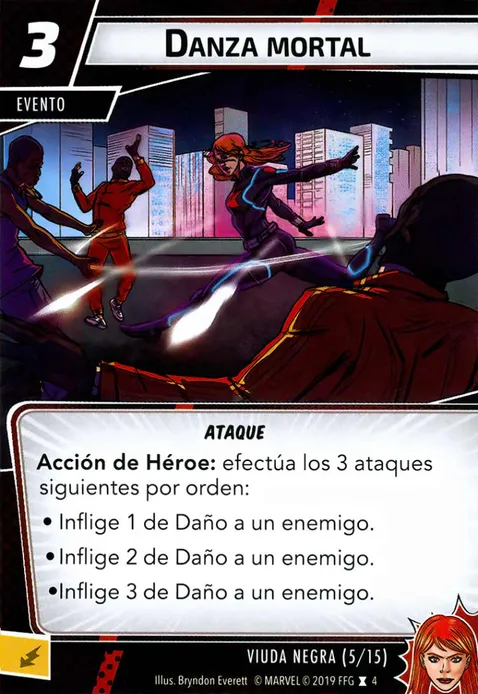 3
DANZA MORTAL
EVENTO
ATAQUE
Acción de Héroe: efectúa los 3 ataques
siguientes por orden:
• Inflige 1 de Daño a un enemigo.
• Inflige 2 de Daño a un enemigo.
•Inflige 3 de Daño a un enemigo.
VIUDA NEGRA (5/15)
Illus. Bryndon Everett © MARVEL © 2019 FFG 4